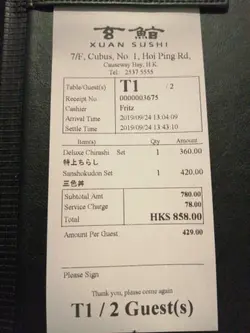 玄鮨
XUAN SUSHI
7/F, Cubus, No. 1, Hoi Ping Rd,
Causeway Bay, H.K.
Tel: 2537 5555
Table/Guest(s) T1 / 2
Receipt No 0000003675
Cashier Fritz
Arrival Time 2019/09/24 13:04:09
Settle Time 2019/09/24 13:43:10
Item(s) Qty Amount
Deluxe Chirashi Set 1 360.00
特上ちらし
Sanshokudon Set 1 420.00
三色丼
Subtotal Amt 780.00
Service Charge 78.00
Total HK$ 858.00
Amount Per Guest 429.00
Please Sign
Thank you, please come again
T1 / 2 Guest(s)